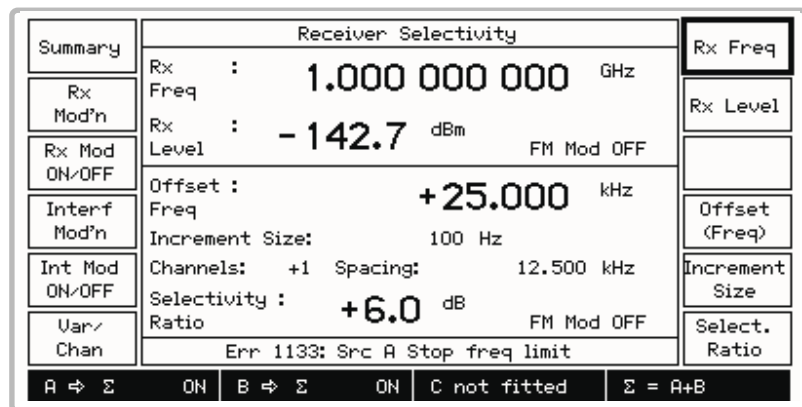 Receiver Selectivity
Summary
Rx
Mod'n
Rx Mod
ON/OFF
Interf
Mod'n
Int Mod
ON/OFF
Var/
Chan
Rx Freq : 1.000 000 000 GHz
Rx Level : -142.7 dBm
FM Mod OFF
Offset Freq : +25.000 kHz
Increment Size: 100 Hz
Channels: +1 Spacing: 12.500 kHz
Selectivity Ratio : +6.0 dB
FM Mod OFF
Err 1133: Src A Stop freq limit
Rx Freq
Rx Level
Offset
(Freq)
Increment
Size
Select.
Ratio
A ⇨ Σ ON B ⇨ Σ ON C not fitted Σ = A+B